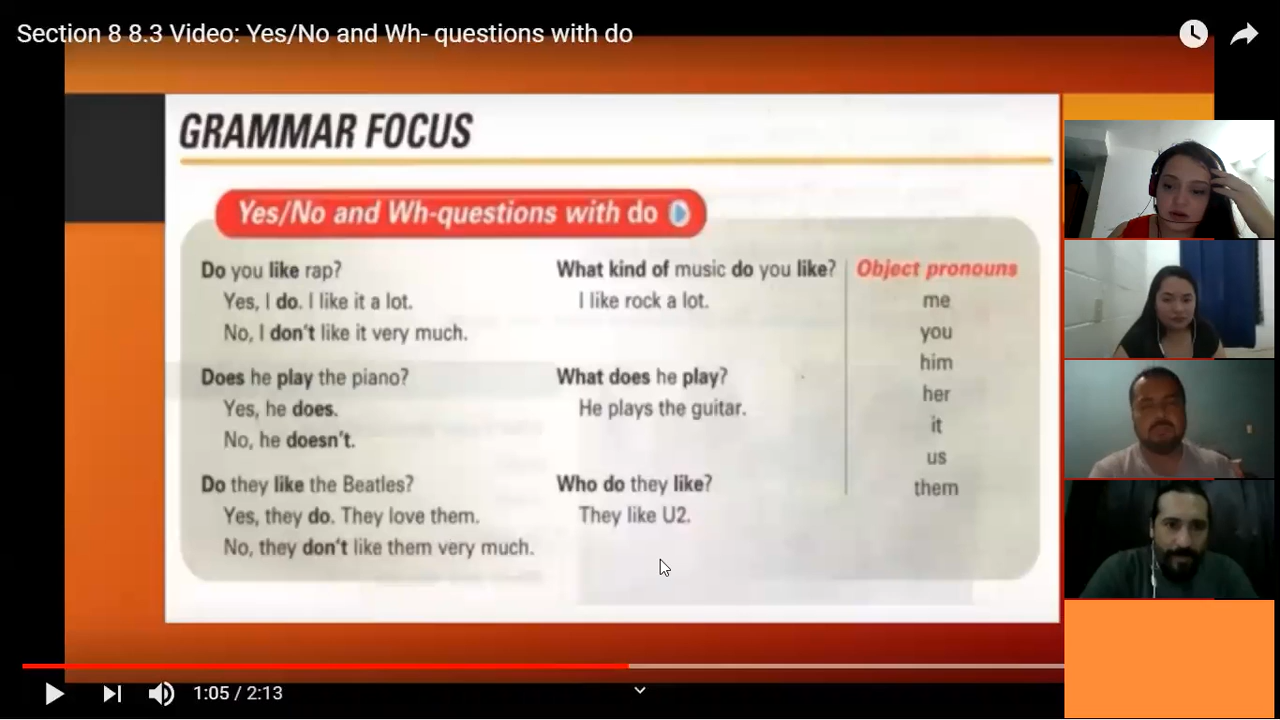 Section 8 8.3 Video: Yes/No and Wh- questions with do
GRAMMAR FOCUS
Yes/No and Wh-questions with do
Do you like rap?
Yes, I do. I like it a lot.
No, I don't like it very much.
Does he play the piano?
Yes, he does.
No, he doesn't.
Do they like the Beatles?
Yes, they do. They love them.
No, they don't like them very much.
What kind of music do you like?
I like rock a lot.
What does he play?
He plays the guitar.
Who do they like?
They like U2.
Object pronouns
me
you
him
her
it
us
them
1:05 / 2:13